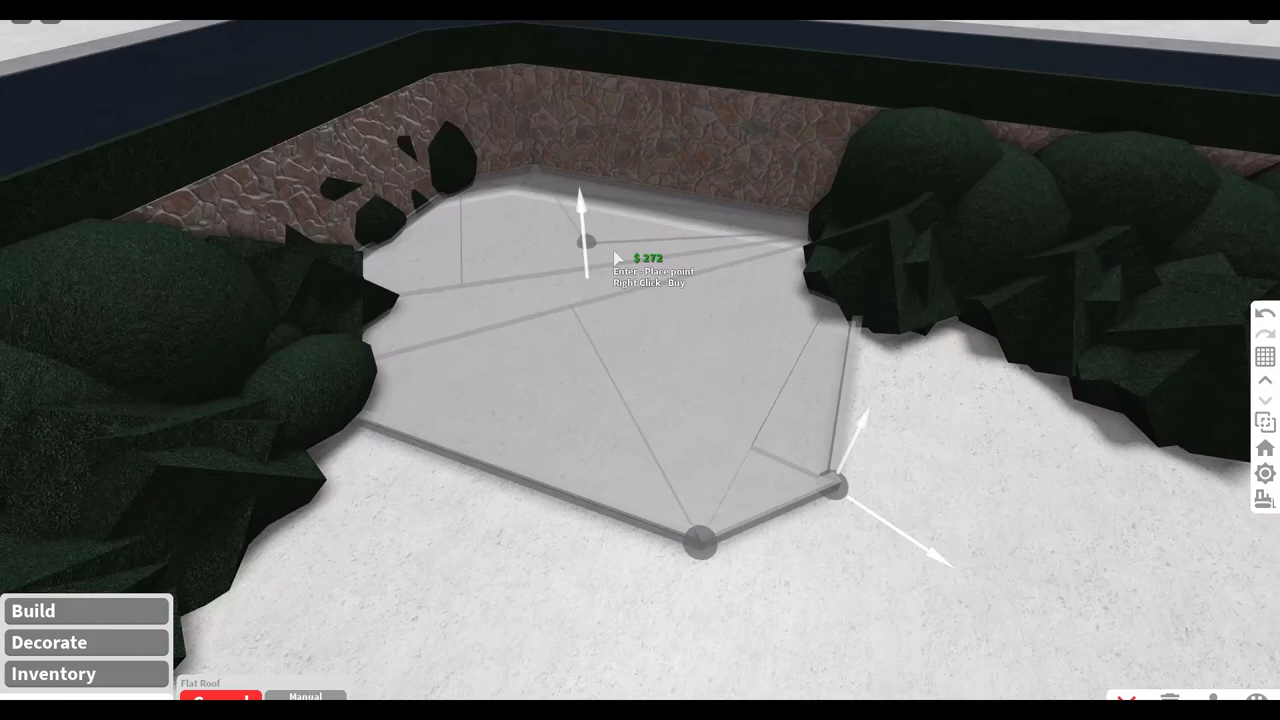 $ 272
Enter - Place point
Right Click - Buy
Build
Decorate
Inventory
Flat Roof
Manual